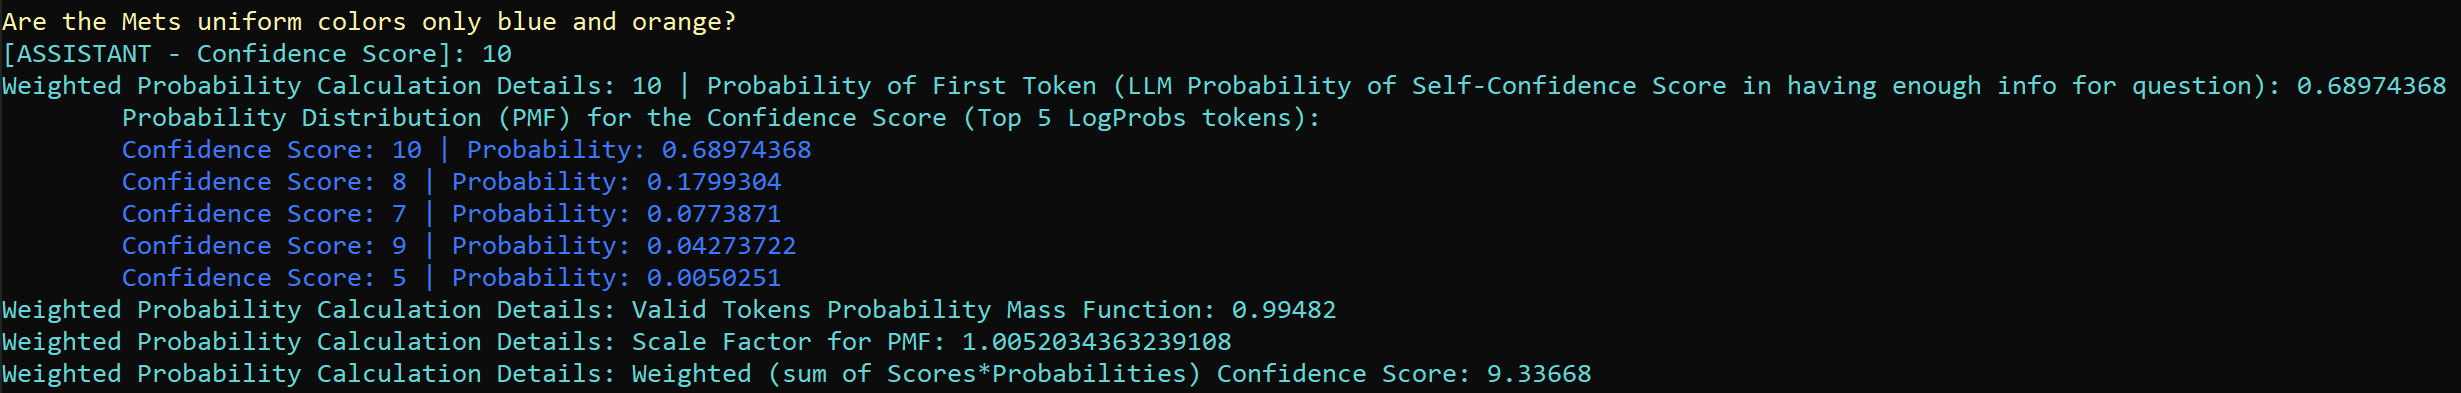 Are the Mets uniform colors only blue and orange?
[ASSISTANT - Confidence Score]: 10
Weighted Probability Calculation Details: 10 | Probability of First Token (LLM Probability of Self-Confidence Score in having enough info for question): 0.68974368
Probability Distribution (PMF) for the Confidence Score (Top 5 LogProbs tokens):
Confidence Score: 10 | Probability: 0.68974368
Confidence Score: 8 | Probability: 0.1799304
Confidence Score: 7 | Probability: 0.0773871
Confidence Score: 9 | Probability: 0.04273722
Confidence Score: 5 | Probability: 0.0050251
Weighted Probability Calculation Details: Valid Tokens Probability Mass Function: 0.99482
Weighted Probability Calculation Details: Scale Factor for PMF: 1.0052034363239108
Weighted Probability Calculation Details: Weighted (sum of Scores*Probabilities) Confidence Score: 9.33668